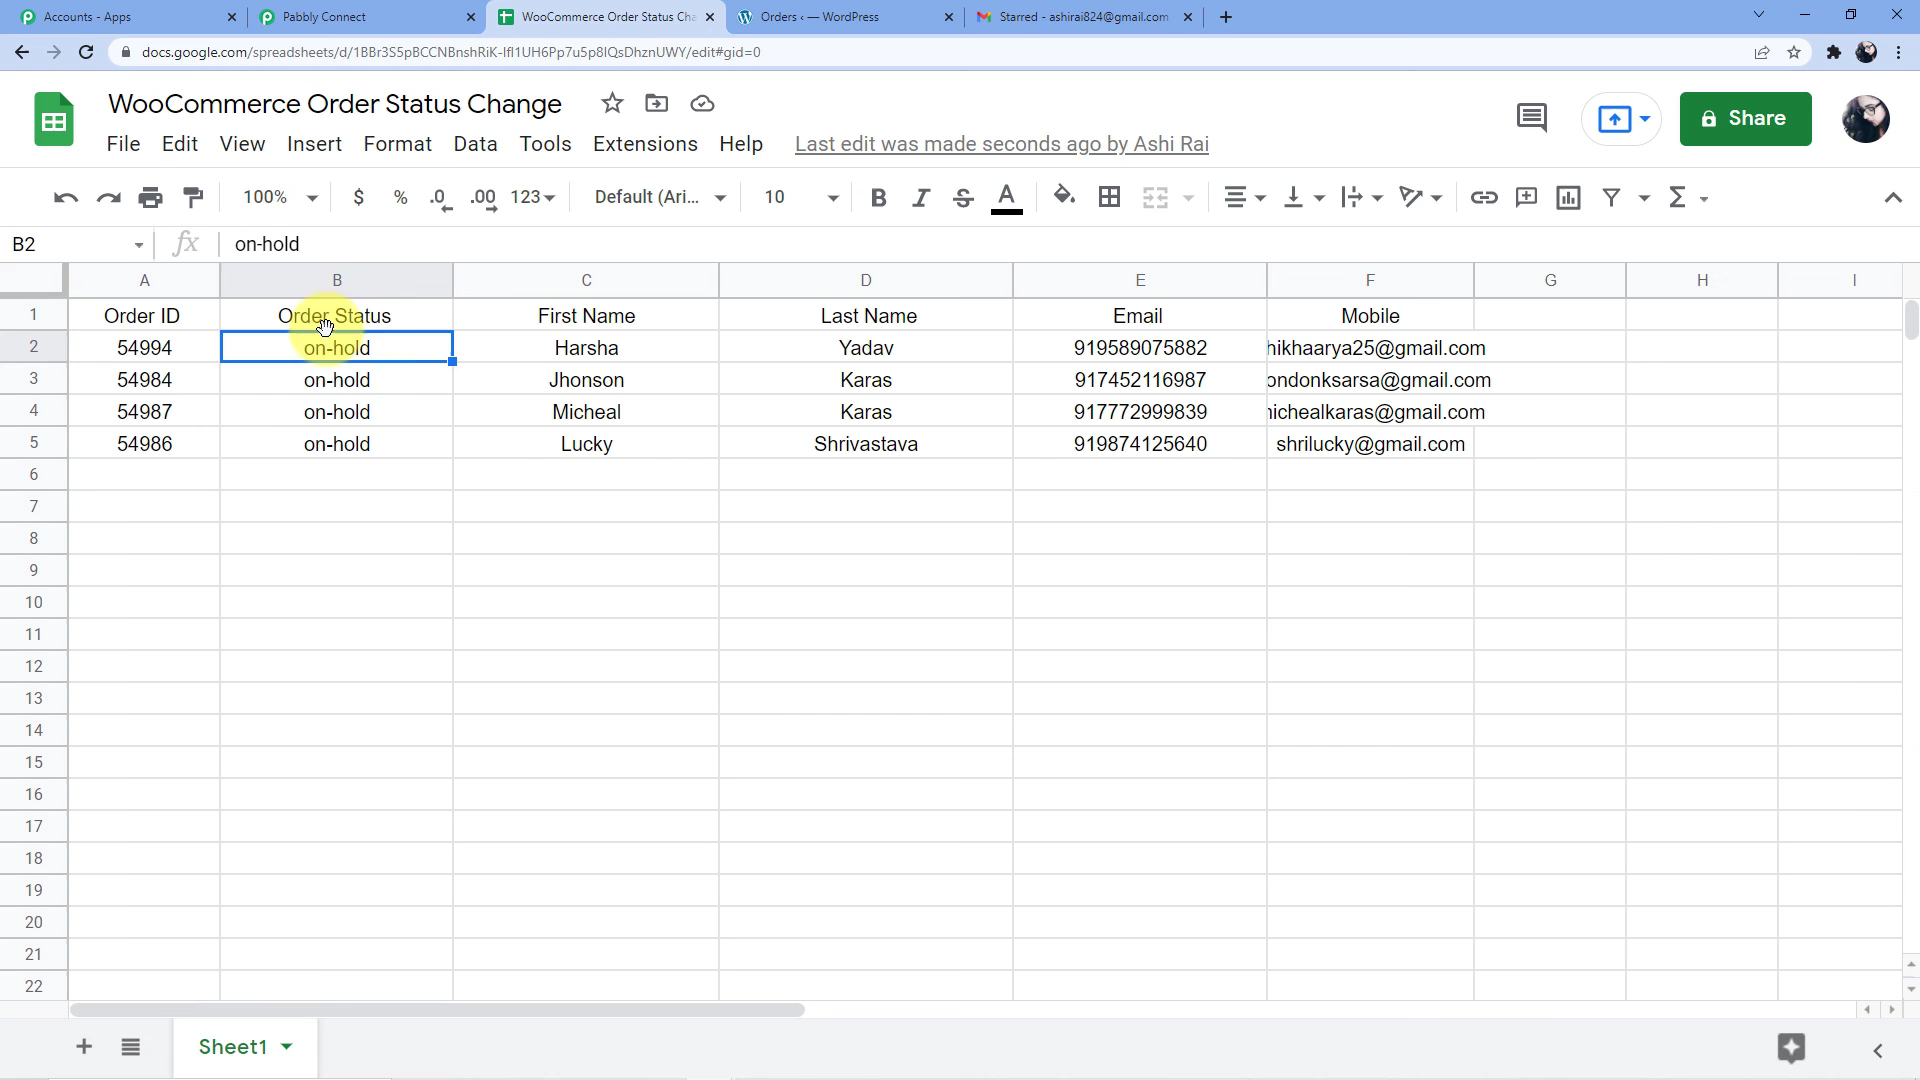 Accounts - Apps
Pabbly Connect
WooCommerce Order Status Cha
Orders ‹ — WordPress
Starred - ashirai824@gmail.com
docs.google.com/spreadsheets/d/1BBr3S5pBCCNBnshRiK-Ifl1UH6Pp7u5p8IQsDhznUWY/edit#gid=0
WooCommerce Order Status Change
Share
File Edit View Insert Format Data Tools Extensions Help Last edit was made seconds ago by Ashi Rai
100% $ % .0 .00 123 Default (Ari... 10 B I S A Σ
B2 fx on-hold
A B C D E F G H I
1 Order ID Order Status First Name Last Name Email Mobile
2 54994 on-hold Harsha Yadav 919589075882 hikhaarya25@gmail.com
3 54984 on-hold Jhonson Karas 917452116987 ondonksarsa@gmail.com
4 54987 on-hold Micheal Karas 917772999839 ichealkaras@gmail.com
5 54986 on-hold Lucky Shrivastava 919874125640 shrilucky@gmail.com
6
7
8
9
10
11
12
13
14
15
16
17
18
19
20
21
22
Sheet1